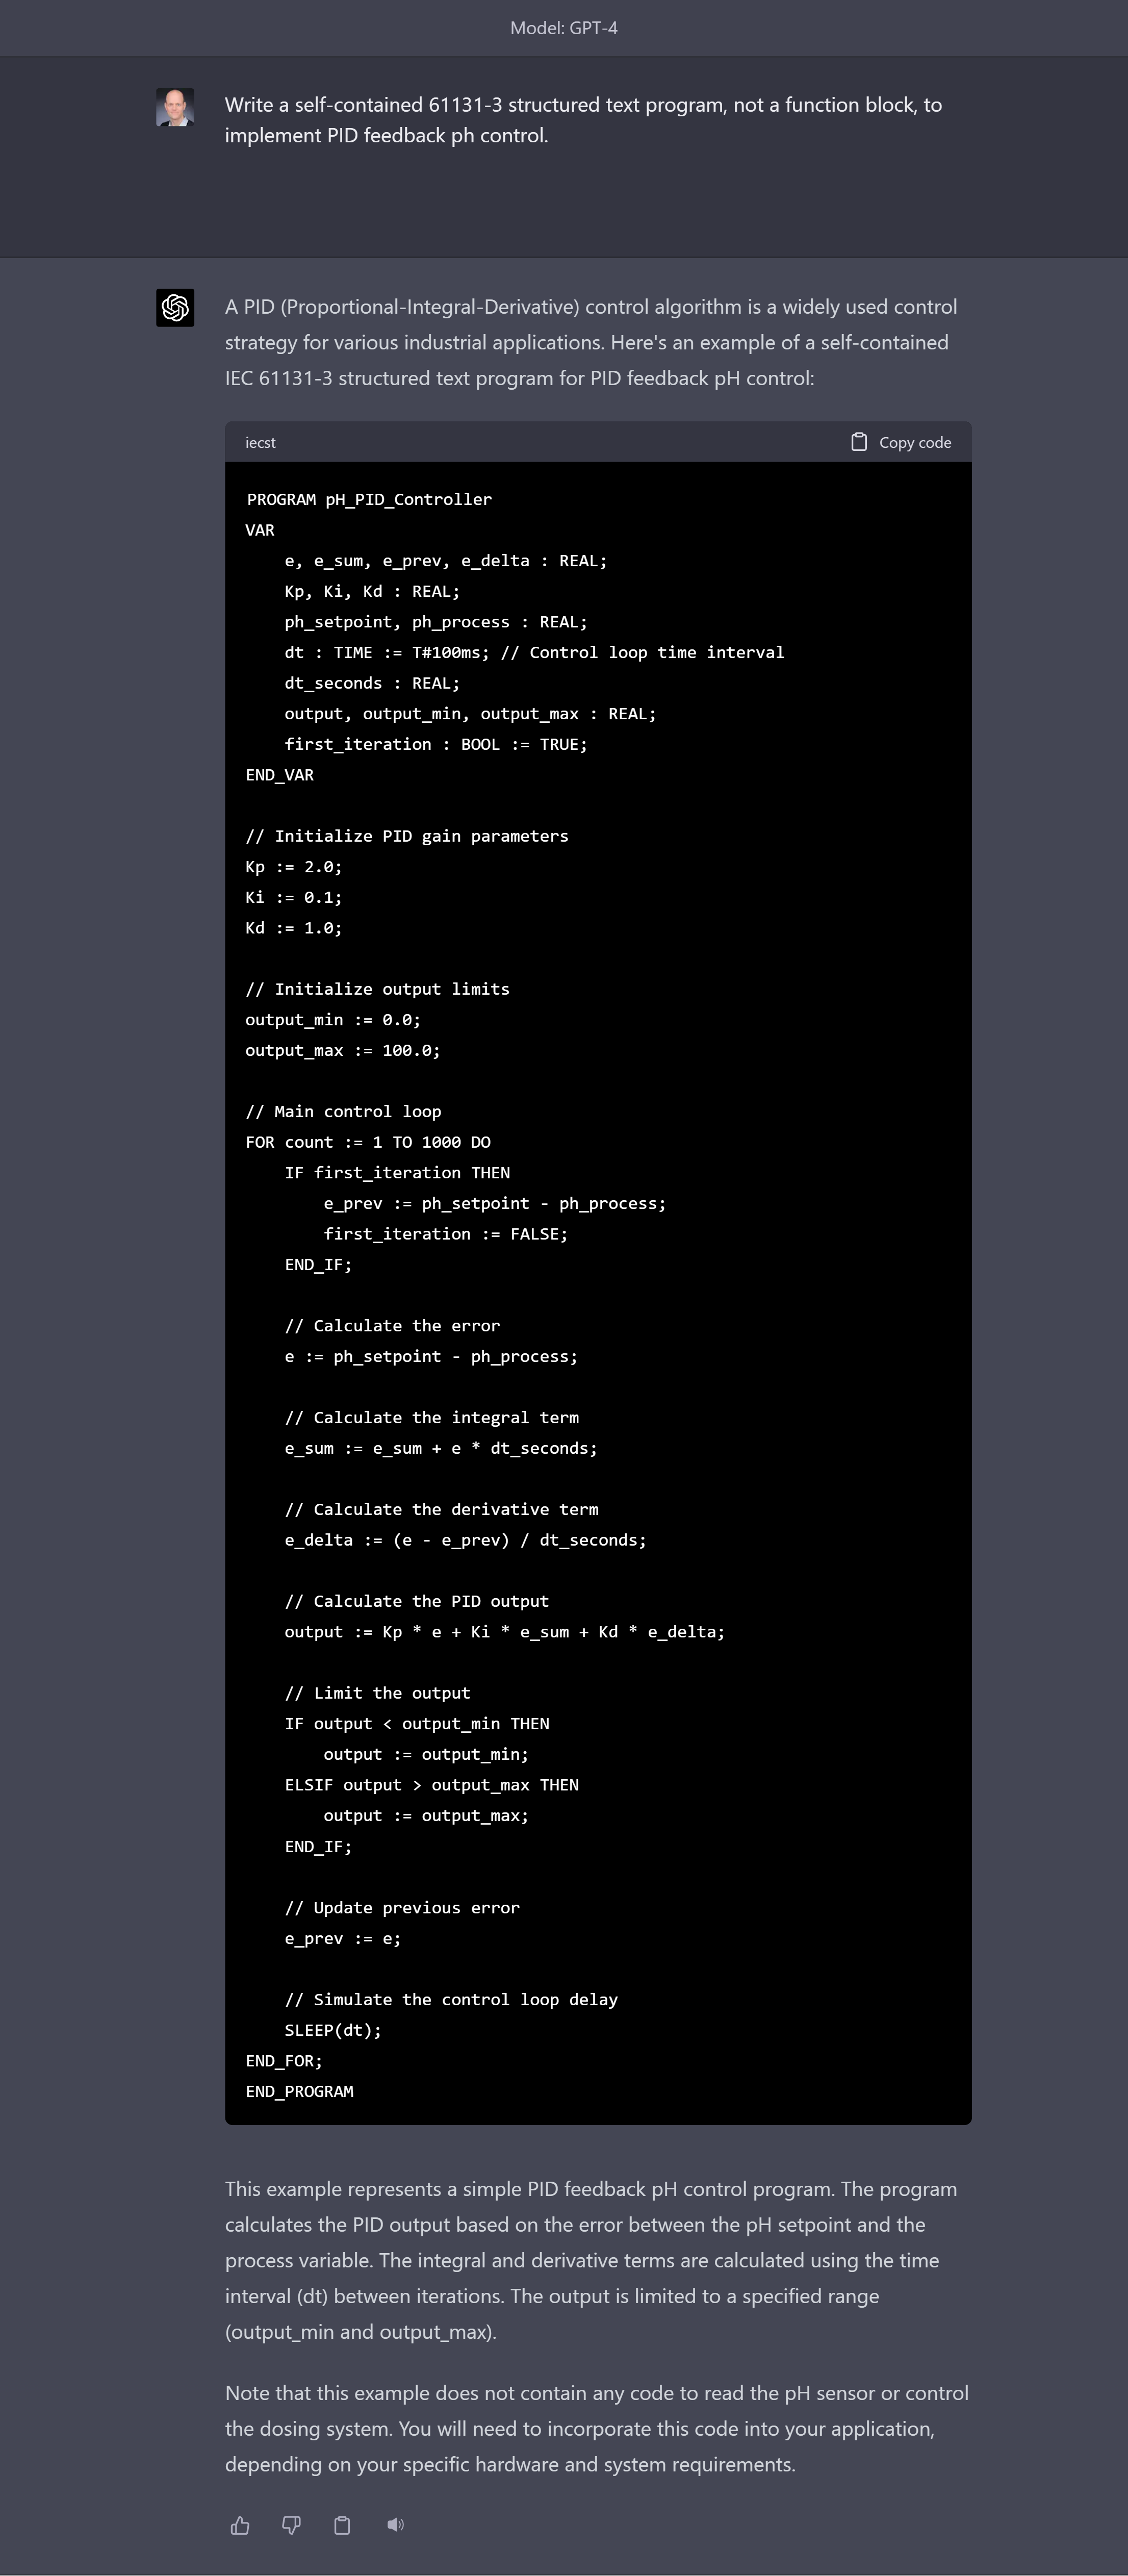 Model: GPT-4
Write a self-contained 61131-3 structured text program, not a function block, to
implement PID feedback ph control.
A PID (Proportional-Integral-Derivative) control algorithm is a widely used control
strategy for various industrial applications. Here's an example of a self-contained
IEC 61131-3 structured text program for PID feedback pH control:
iecst
Copy code
PROGRAM pH_PID_Controller
VAR
    e, e_sum, e_prev, e_delta : REAL;
    Kp, Ki, Kd : REAL;
    ph_setpoint, ph_process : REAL;
    dt : TIME := T#100ms; // Control loop time interval
    dt_seconds : REAL;
    output, output_min, output_max : REAL;
    first_iteration : BOOL := TRUE;
END_VAR

// Initialize PID gain parameters
Kp := 2.0;
Ki := 0.1;
Kd := 1.0;

// Initialize output limits
output_min := 0.0;
output_max := 100.0;

// Main control loop
FOR count := 1 TO 1000 DO
    IF first_iteration THEN
        e_prev := ph_setpoint - ph_process;
        first_iteration := FALSE;
    END_IF;

    // Calculate the error
    e := ph_setpoint - ph_process;

    // Calculate the integral term
    e_sum := e_sum + e * dt_seconds;

    // Calculate the derivative term
    e_delta := (e - e_prev) / dt_seconds;

    // Calculate the PID output
    output := Kp * e + Ki * e_sum + Kd * e_delta;

    // Limit the output
    IF output < output_min THEN
        output := output_min;
    ELSIF output > output_max THEN
        output := output_max;
    END_IF;

    // Update previous error
    e_prev := e;

    // Simulate the control loop delay
    SLEEP(dt);
END_FOR;
END_PROGRAM
This example represents a simple PID feedback pH control program. The program
calculates the PID output based on the error between the pH setpoint and the
process variable. The integral and derivative terms are calculated using the time
interval (dt) between iterations. The output is limited to a specified range
(output_min and output_max).
Note that this example does not contain any code to read the pH sensor or control
the dosing system. You will need to incorporate this code into your application,
depending on your specific hardware and system requirements.